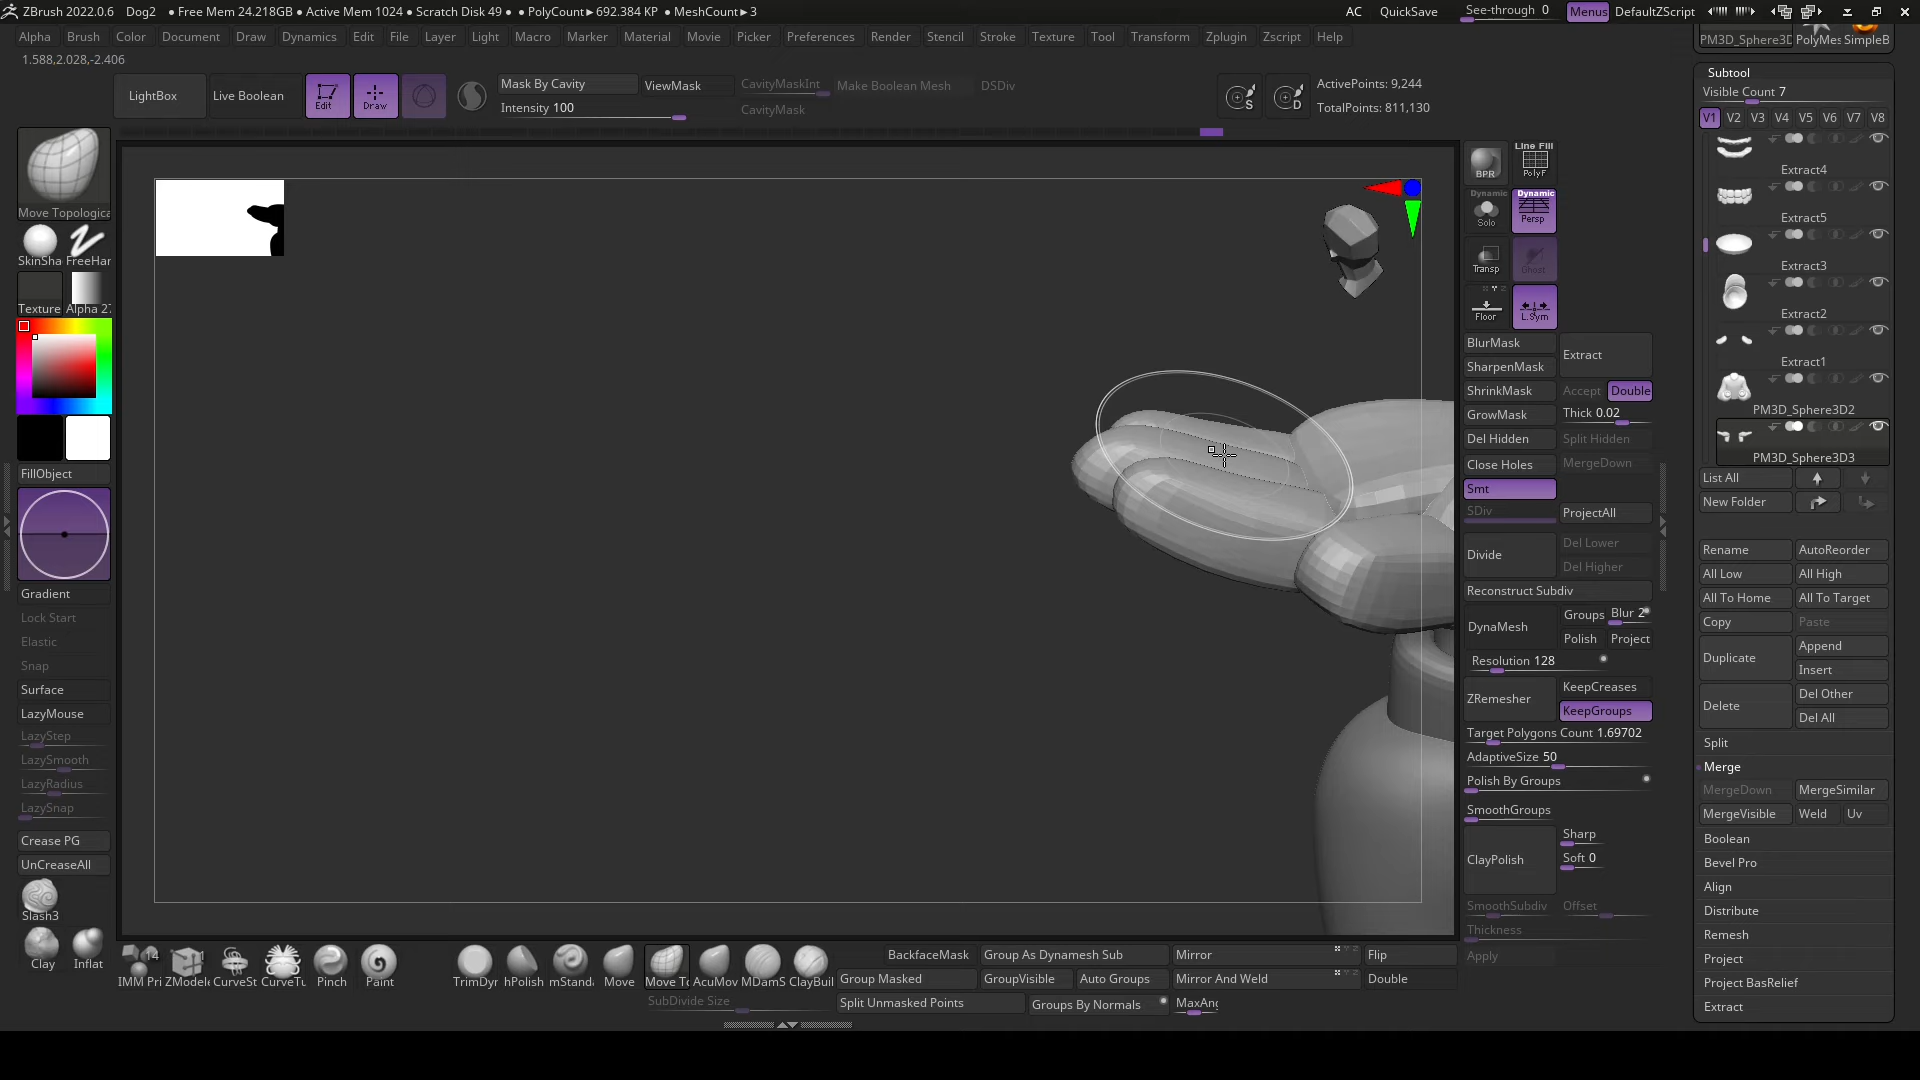 ZBrush 2022.0.6 Dog2 • Free Mem 24.218GB • Active Mem 1024 • Scratch Disk 49 • • PolyCount▸ 692.384 KP • MeshCount▸ 3 AC QuickSave See-through 0 Menus DefaultZScript
Alpha Brush Color Document Draw Dynamics Edit File Layer Light Macro Marker Material Movie Picker Preferences Render Stencil Stroke Texture Tool Transform Zplugin Zscript Help
1.588,2.028,-2.406
LightBox Live Boolean Edit Draw
Mask By Cavity ViewMask CavityMaskInt Make Boolean Mesh DSDiv
Intensity 100 CavityMask
S D ActivePoints: 9,244
TotalPoints: 811,130
Move Topologica
SkinSha FreeHan
Texture Alpha 27
FillObject
Gradient
Lock Start
Elastic
Snap
Surface
LazyMouse
LazyStep
LazySmooth
LazyRadius
LazySnap
Crease PG
UnCreaseAll
Slash3
Clay Inflat
BPR Line Fill PolyF
Dynamic Solo Dynamic Persp
Transp Ghost
Floor L.Sym
BlurMask Extract
SharpenMask
ShrinkMask Accept Double
GrowMask Thick 0.02
Del Hidden Split Hidden
Close Holes MergeDown
Smt
SDiv ProjectAll
Divide Del Lower
Del Higher
Reconstruct Subdiv
DynaMesh Groups Blur 2
Polish Project
Resolution 128
ZRemesher KeepCreases
KeepGroups
Target Polygons Count 1.69702
AdaptiveSize 50
Polish By Groups
SmoothGroups
ClayPolish Sharp
Soft 0
SmoothSubdiv Offset
Thickness
Apply
PM3D_Sphere3D PolyMes SimpleB
Subtool
Visible Count 7
V1 V2 V3 V4 V5 V6 V7 V8
Extract4
Extract5
Extract3
Extract2
Extract1
PM3D_Sphere3D2
PM3D_Sphere3D3
List All
New Folder
Rename AutoReorder
All Low All High
All To Home All To Target
Copy Paste
Duplicate Append
Insert
Delete Del Other
Del All
Split
Merge
MergeDown MergeSimilar
MergeVisible Weld Uv
Boolean
Bevel Pro
Align
Distribute
Remesh
Project
Project BasRelief
Extract
14
IMM Pri ZModele CurveSt CurveTu Pinch Paint TrimDyn hPolish mStand Move Move To AcuMov MDamS ClayBuil
SubDivide Size
BackfaceMask Group As Dynamesh Sub Mirror Flip
Group Masked GroupVisible Auto Groups Mirror And Weld Double
Split Unmasked Points Groups By Normals MaxAng